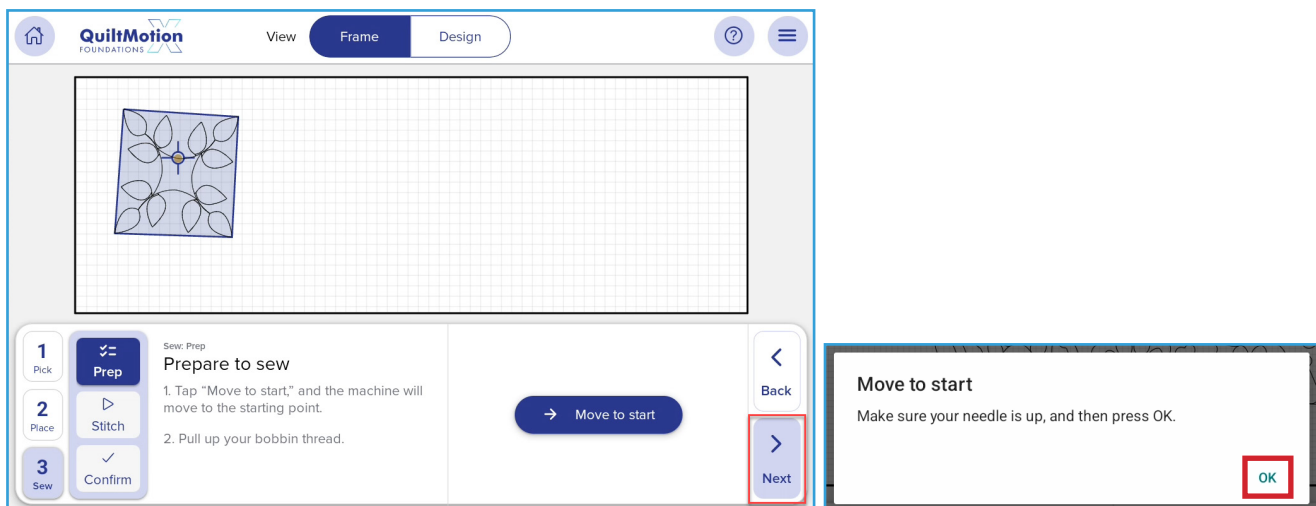 QuiltMotion
FOUNDATIONS
View
Frame
Design
?
1
Pick
2
Place
3
Sew
Prep
Stitch
Confirm
Sew: Prep
Prepare to sew
1. Tap “Move to start,” and the machine will
move to the starting point.
2. Pull up your bobbin thread.
Move to start
Back
Next
Move to start
Make sure your needle is up, and then press OK.
OK